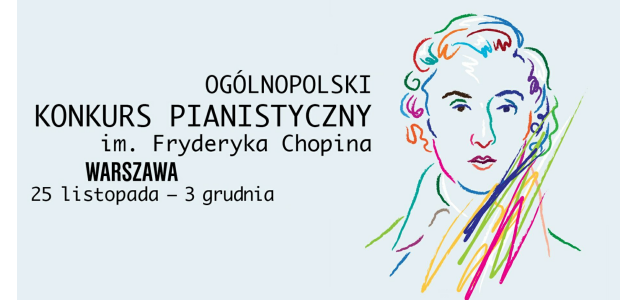 OGÓLNOPOLSKI
KONKURS PIANISTYCZNY
im. Fryderyka Chopina
WARSZAWA
25 listopada – 3 grudnia